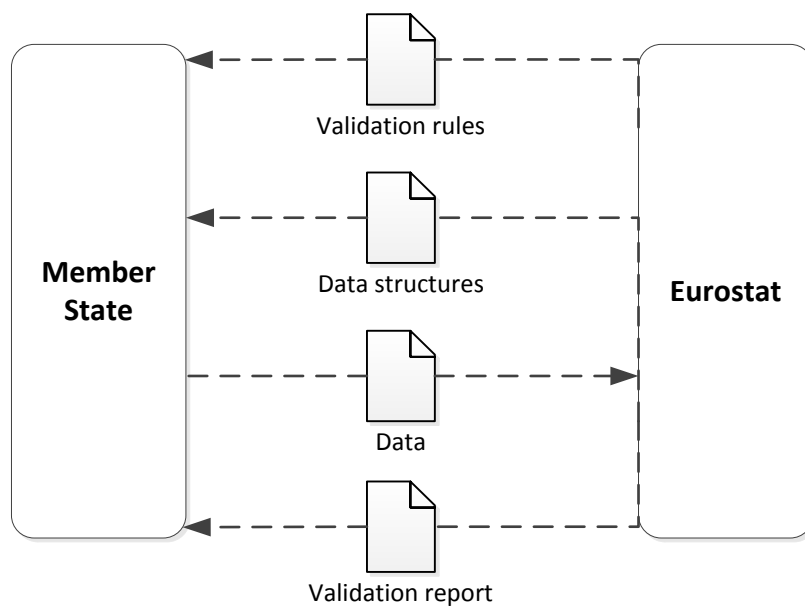 Validation rules
Data structures
Member
State
Eurostat
Data
Validation report